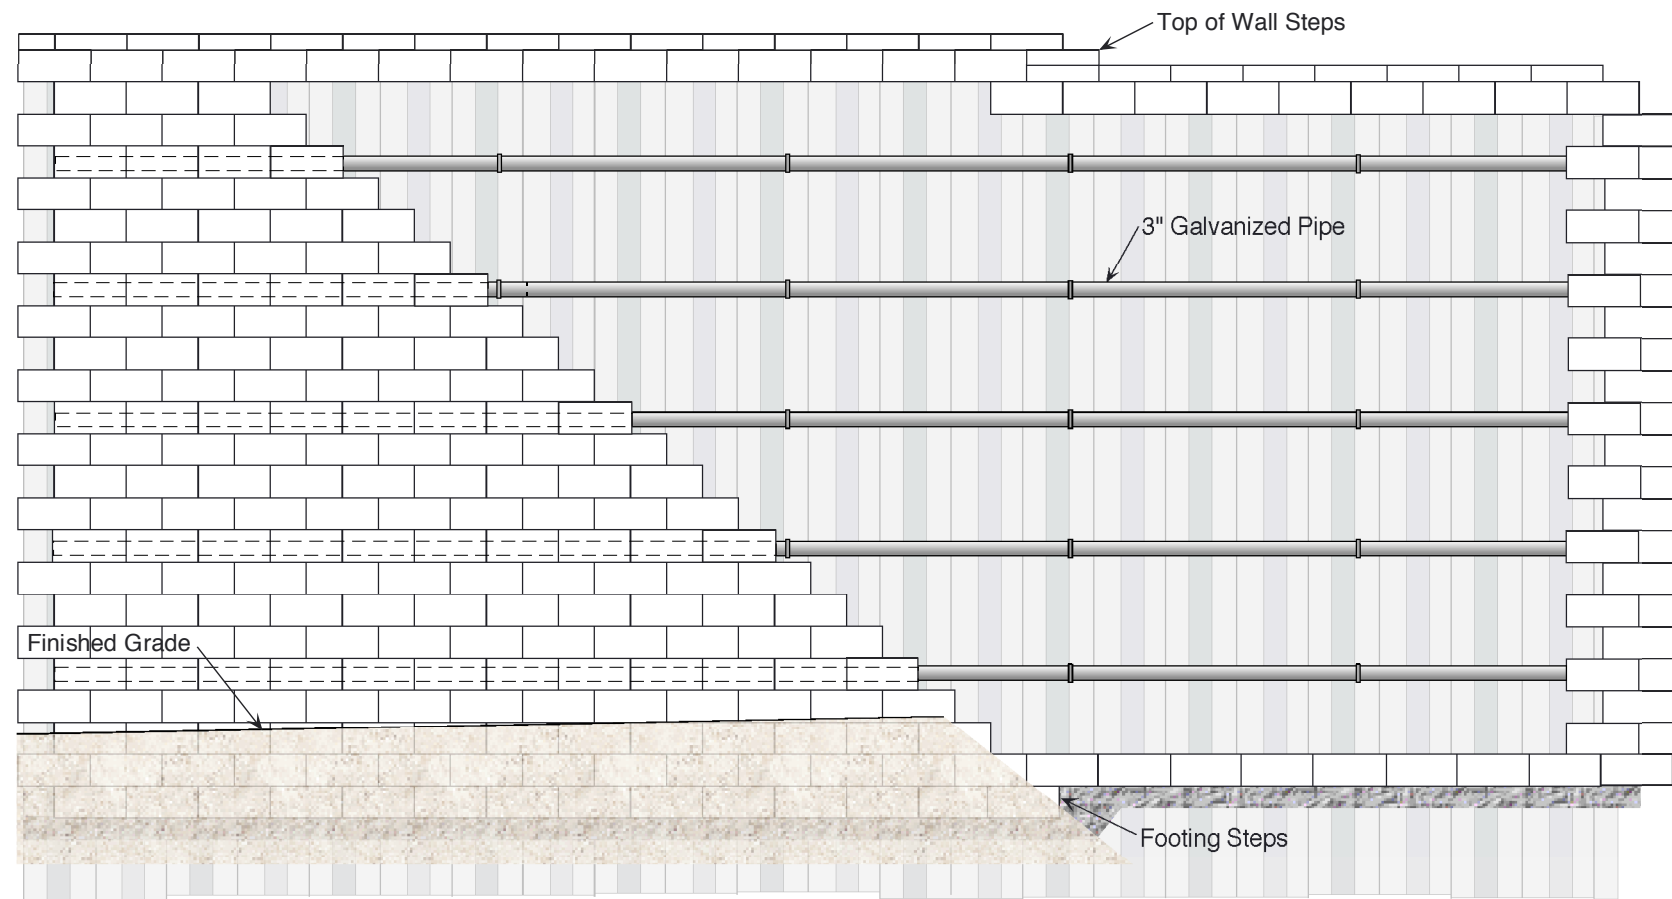 Top of Wall Steps
3" Galvanized Pipe
Finished Grade
Footing Steps